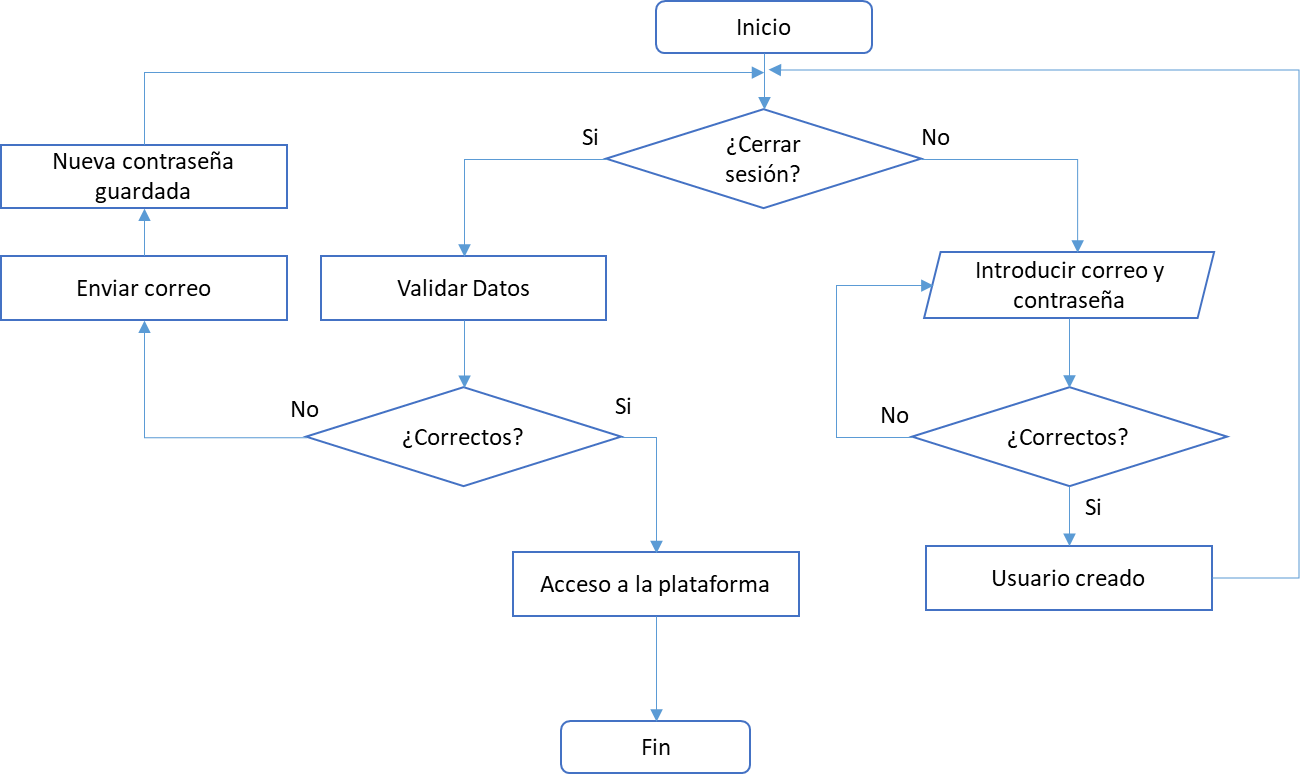 Inicio
Si
No
¿Cerrar
sesión?
Nueva contraseña
guardada
Enviar correo
Validar Datos
Introducir correo y
contraseña
No
¿Correctos?
Si
No
¿Correctos?
Si
Acceso a la plataforma
Usuario creado
Fin